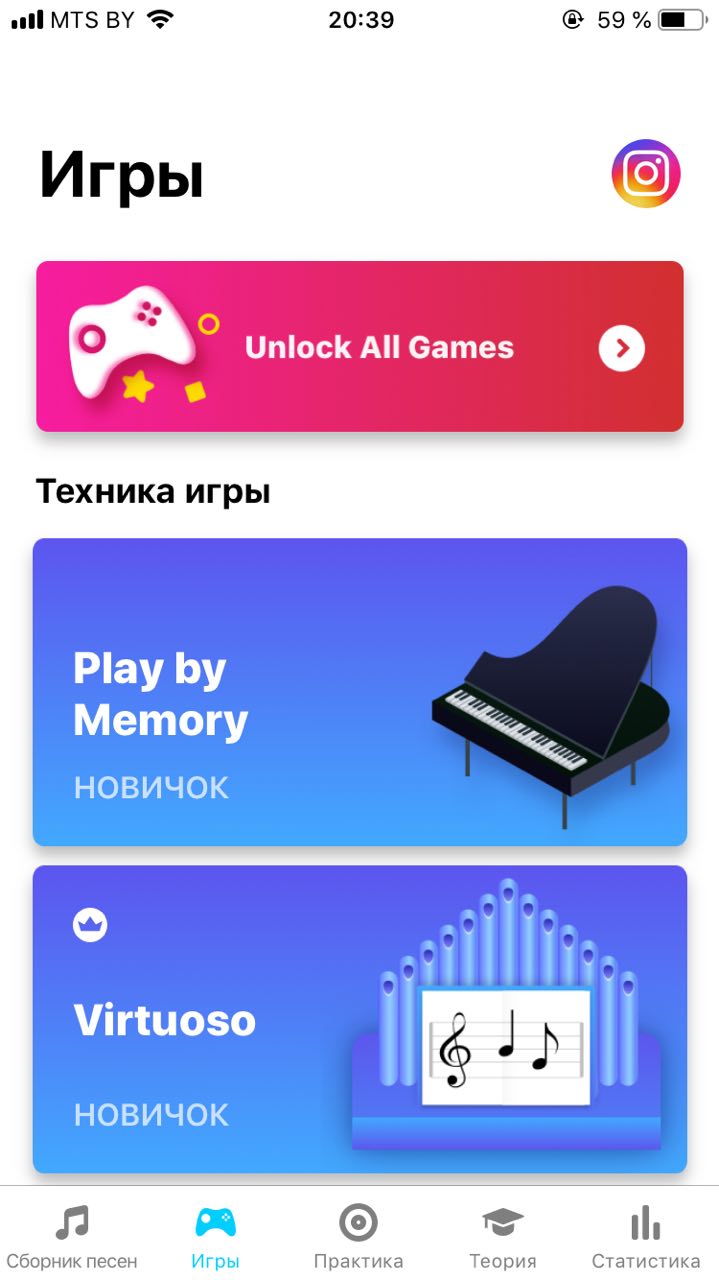 MTS BY 20:39 59 %
Игры
Unlock All Games
Техника игры
Play by
Memory
НОВИЧОК
Virtuoso
НОВИЧОК
Сборник песен Игры Практика Теория Статистика